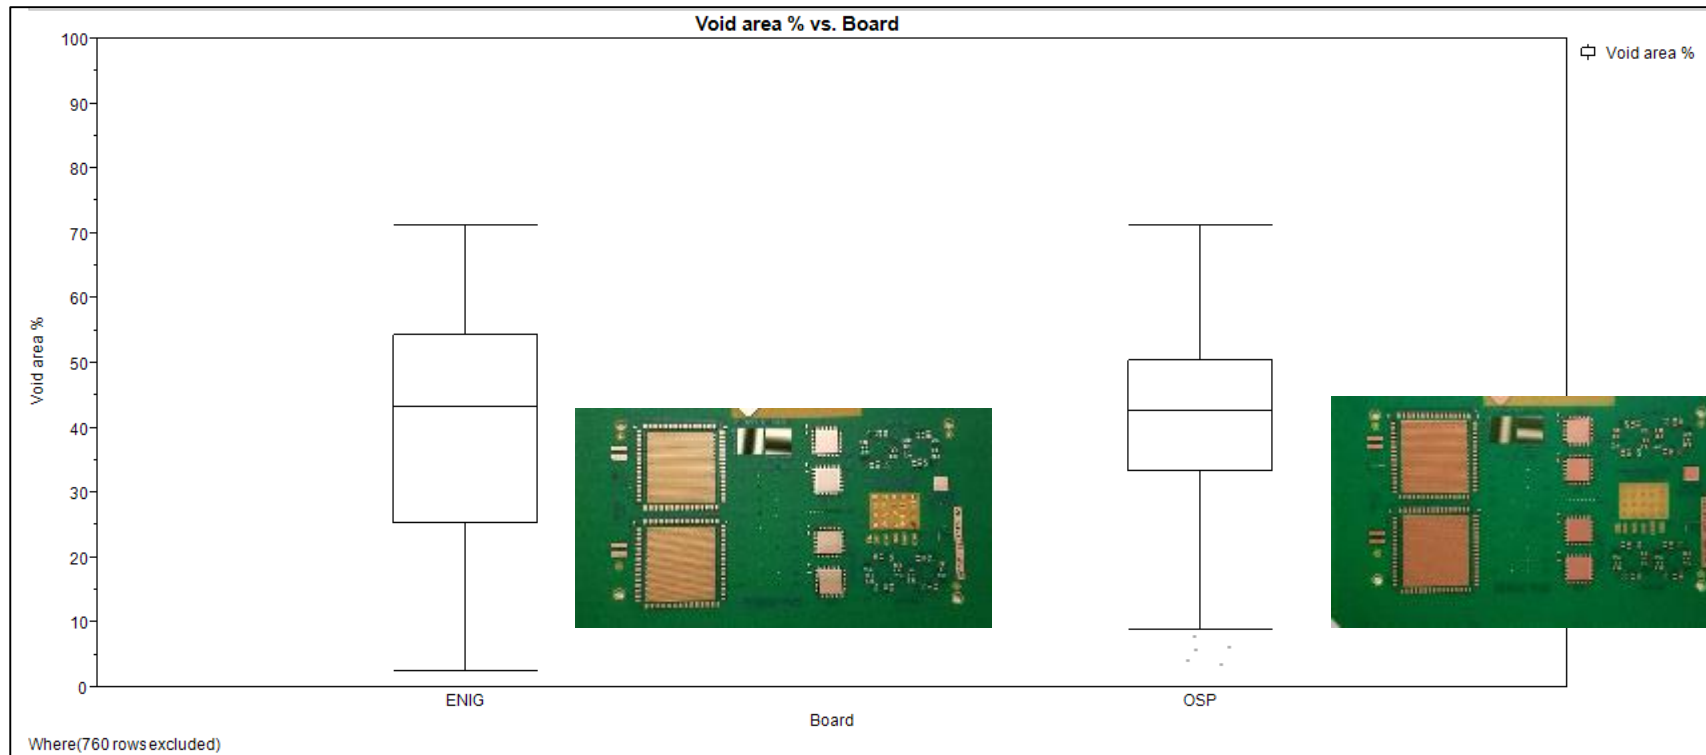 Void area % vs. Board
100
90
80
70
60
50
40
30
20
10
0
Void area %
Void area %
ENIG
OSP
Board
Where(760 rows excluded)